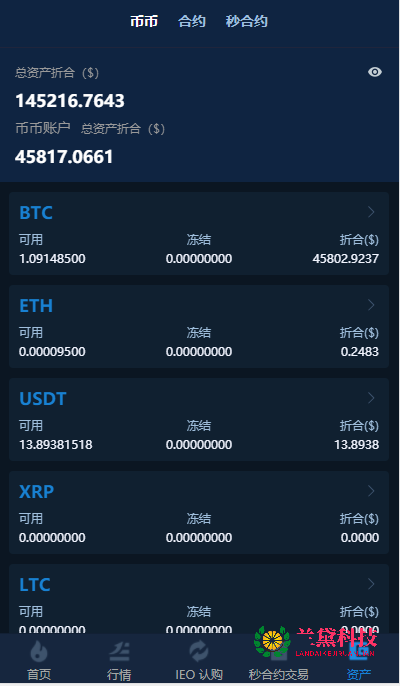 币币 合约 秒合约
总资产折合（$）
145216.7643
币币账户 总资产折合（$）
45817.0661
BTC
可用 冻结 折合($)
1.09148500 0.00000000 45802.9237
ETH
可用 冻结 折合($)
0.00009500 0.00000000 0.2483
USDT
可用 冻结 折合($)
13.89381518 0.00000000 13.8938
XRP
可用 冻结 折合($)
0.00000000 0.00000000 0.0000
LTC
可用 冻结 折合($)
0.00000000 0.00000000 0.0000
兰黛科技
首页 行情 IEO 认购 秒合约交易 资产